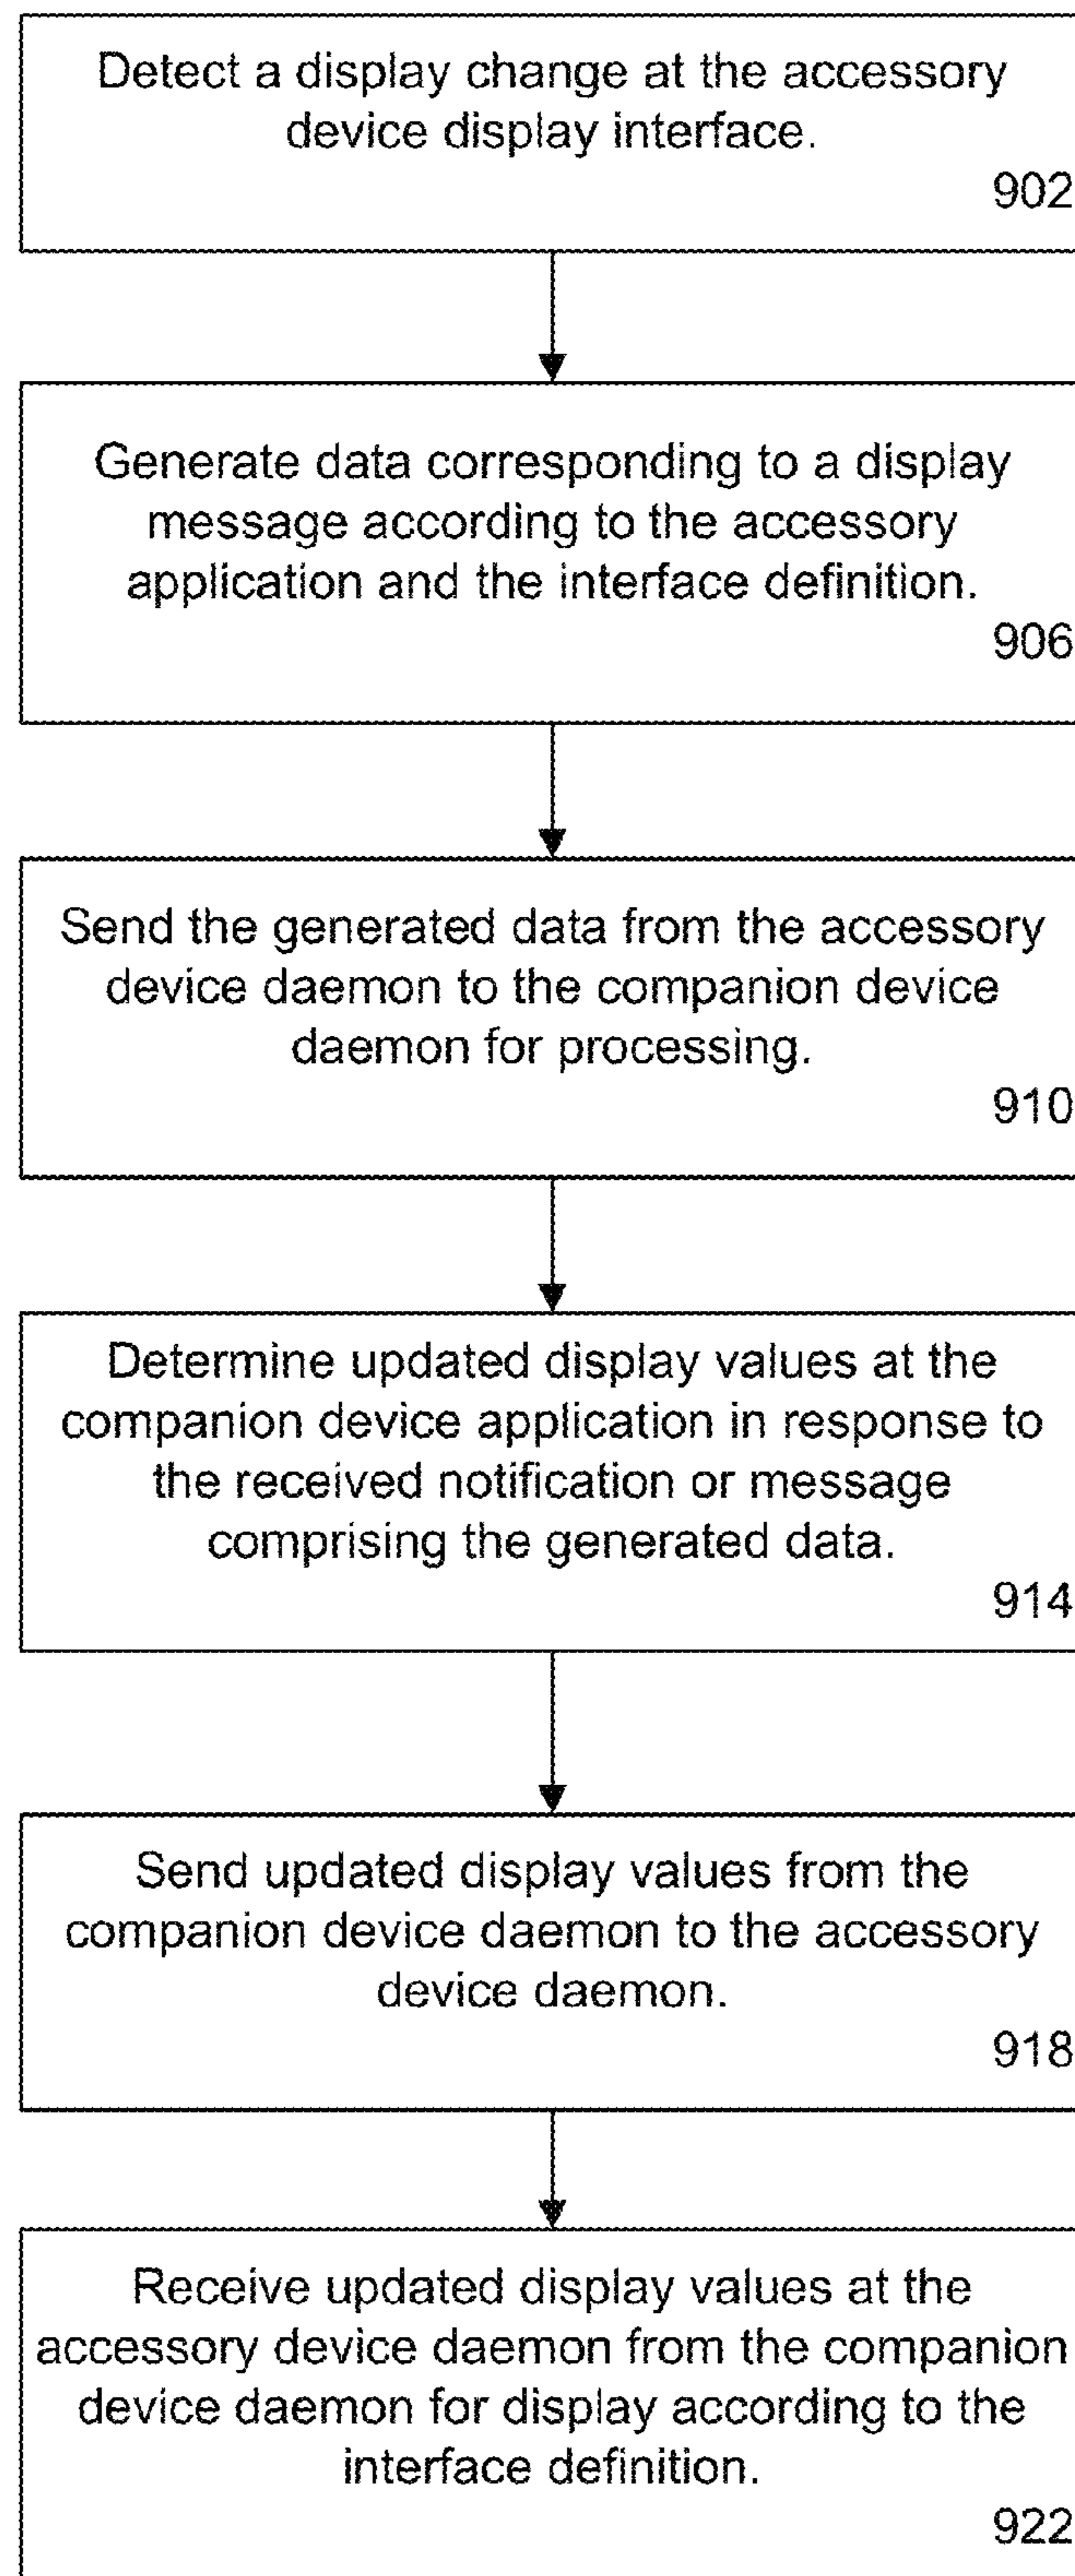 Detect a display change at the accessory
device display interface.
902
Generate data corresponding to a display
message according to the accessory
application and the interface definition.
906
Send the generated data from the accessory
device daemon to the companion device
daemon for processing.
910
Determine updated display values at the
companion device application in response to
the received notification or message
comprising the generated data.
914
Send updated display values from the
companion device daemon to the accessory
device daemon.
918
Receive updated display values at the
accessory device daemon from the companion
device daemon for display according to the
interface definition.
922